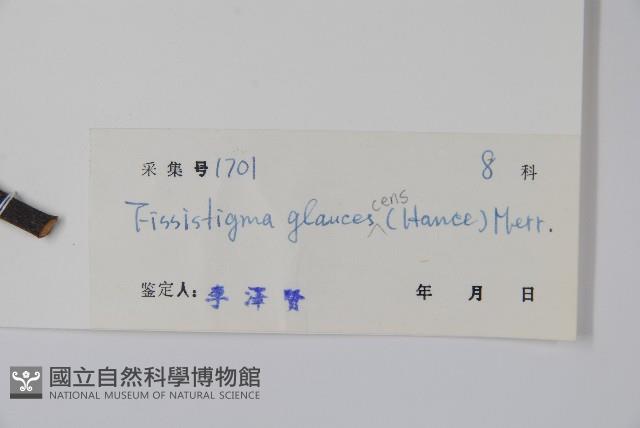 采集号 1701 8 科
Fissistigma glauces cens (Hance) Merr.
鉴定人: 李泽贤 年 月 日
國立自然科學博物館
NATIONAL MUSEUM OF NATURAL SCIENCE